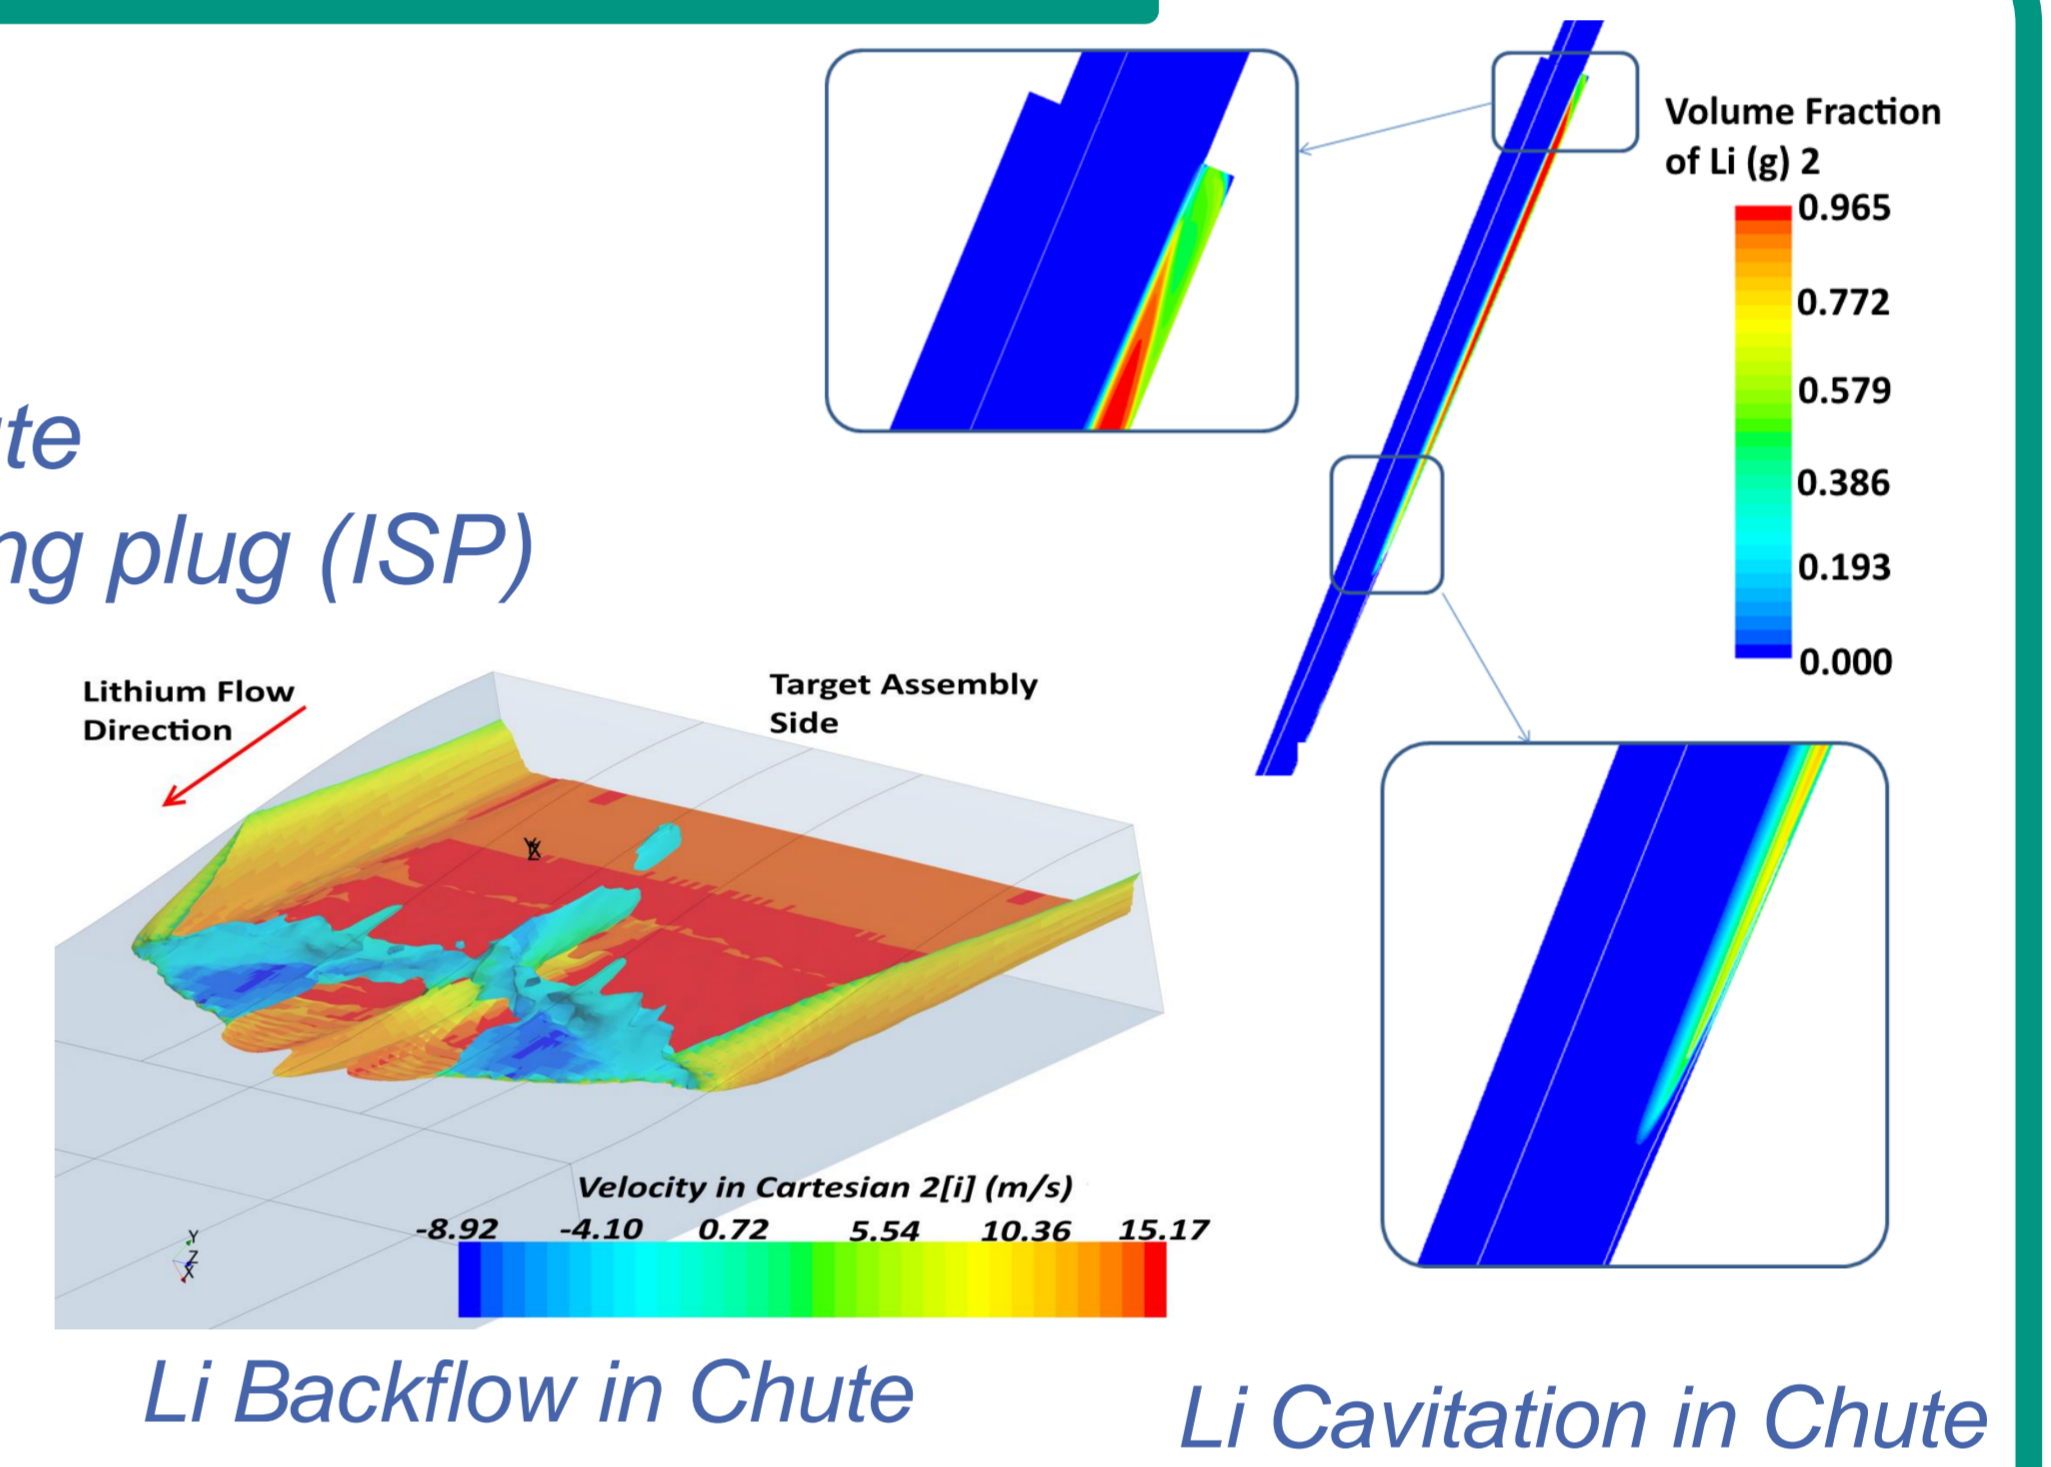 Volume Fraction
of Li (g) 2
0.965
0.772
0.579
0.386
0.193
0.000
plug (ISP)
Lithium Flow
Direction
Target Assembly
Side
Y
X
Z
Velocity in Cartesian 2[i] (m/s)
-8.92 -4.10 0.72 5.54 10.36 15.17
Y
Z
X
Li Backflow in Chute
Li Cavitation in Chute